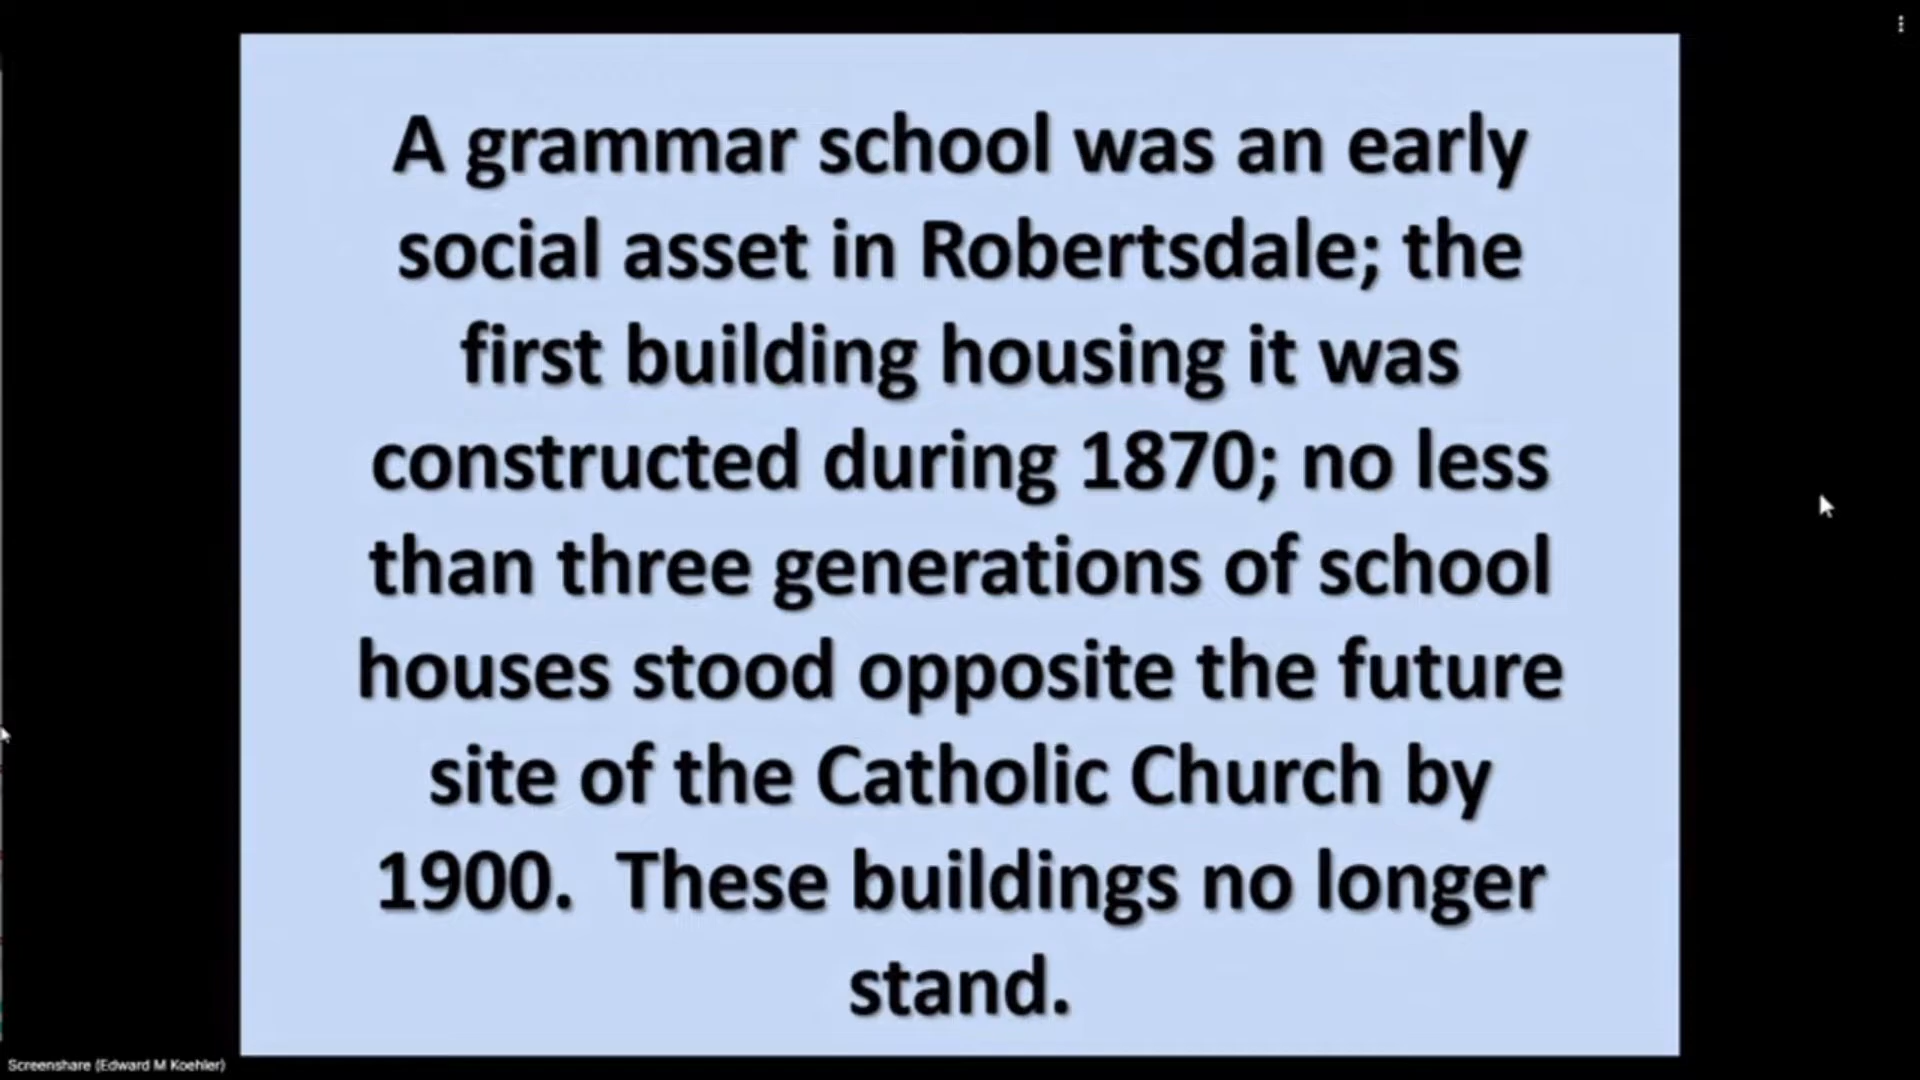 A grammar school was an early
social asset in Robertsdale; the
first building housing it was
constructed during 1870; no less
than three generations of school
houses stood opposite the future
site of the Catholic Church by
1900.  These buildings no longer
stand.
Screenshare (Edward M Koehler)